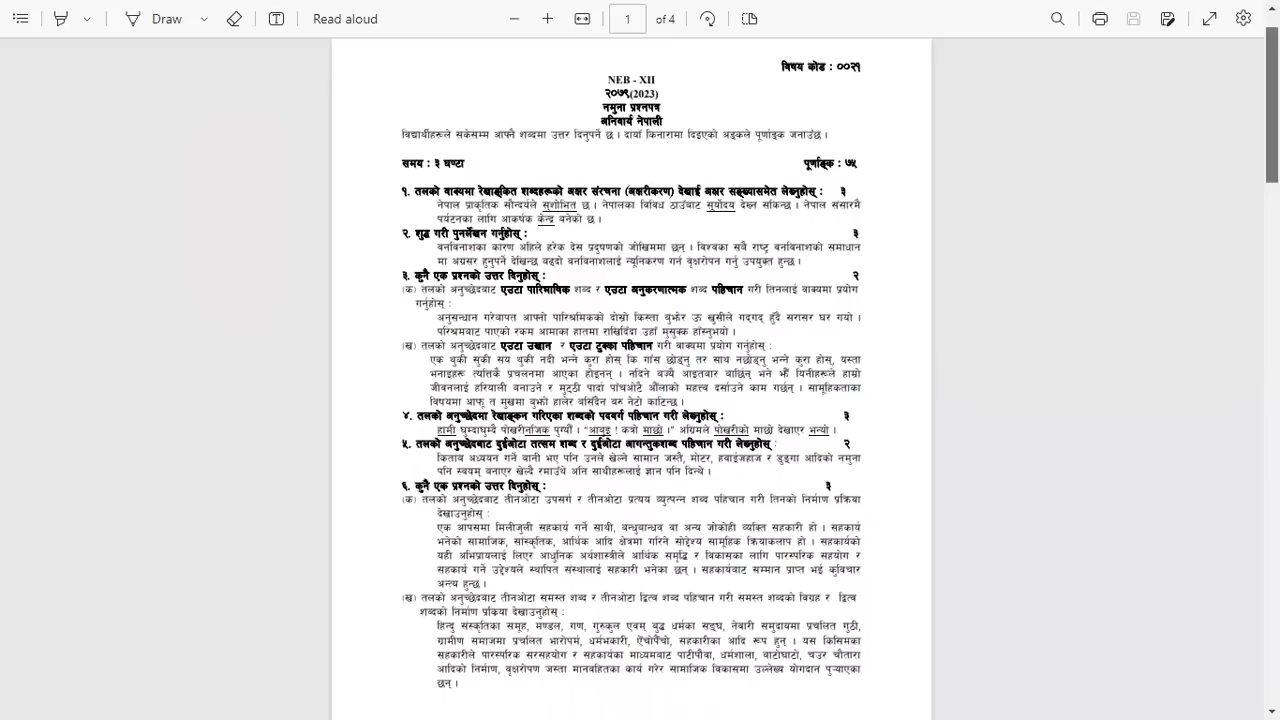 Draw
Read aloud
1
of 4
विषय कोड : ००२१
NEB - XII
२०७९(2023)
नमुना प्रश्नपत्र
अनिवार्य नेपाली
विद्यार्थीहरूले सकेसम्म आफ्नै शब्दमा उत्तर दिनुपर्ने छ । दायाँ किनारामा दिइएको अङ्कले पूर्णाङ्क जनाउँछ ।
समय : ३ घण्टा पूर्णाङ्क : ७५
१. तलको वाक्यमा रेखाङ्कित शब्दहरूको अक्षर संरचना (अक्षरीकरण) देखाई अक्षर सङ्ख्यासमेत लेख्नुहोस् : ३
नेपाल प्राकृतिक सौन्दर्यले सुशोभित छ । नेपालका विविध ठाउँबाट सूर्योदय देख्न सकिन्छ । नेपाल संसारमै
पर्यटनका लागि आकर्षक केन्द्र बनेको छ ।
२. शुद्ध गरी पुनर्लेखन गर्नुहोस् : ३
वनविनाशका कारण अहिले हरेक देस प्रदुषणको जोखिममा छन् । विश्वका सवै राष्ट्र वनविनाशको समाधान
मा अग्रसर हुनुपर्ने देखिन्छ बढ्दो वनविनाशलाई न्यूनिकरण गर्न वृक्षरोपन गर्नु उपयुक्त हुन्छ ।
३. कुनै एक प्रश्नको उत्तर दिनुहोस् : २
(क) तलको अनुच्छेदबाट एउटा पारिभाषिक शब्द र एउटा अनुकरणात्मक शब्द पहिचान गरी तिनलाई वाक्यमा प्रयोग
गर्नुहोस् :
अनुसन्धान गरेबापत आफ्नो पारिश्रमिकको दोस्रो किस्ता बुझेर ऊ खुसीले गद्गद् हुँदै सरासर घर गयो ।
परिश्रमबाट पाएको रकम आमाका हातमा राखिदिँदा उहाँ मुसुक्क हाँस्नुभयो ।
(ख) तलको अनुच्छेदबाट एउटा उखान र एउटा टुक्का पहिचान गरी वाक्यमा प्रयोग गर्नुहोस् :
एक थुकी सुकी सय थुकी नदी भन्ने कुरा होस् कि गाँस छोड्नु तर साथ नछोड्नु भन्ने कुरा होस्, यस्ता
भनाइहरू त्यत्तिकै प्रचलनमा आएका होइनन् । नदिने बज्यै आइतबार बार्छिन् भने झैँ यिनीहरूले हाम्रो
जीवनलाई हरियाली बनाउने र मुट्ठी पार्दा पाँचओटै औँलाको महत्त्व दर्साउने काम गर्छन् । सामूहिकताका
विषयमा आफू त मुखमा बुझो हालेर बसिँदैन बरु नेटो काटिन्छ ।
४. तलको अनुच्छेदमा रेखाङ्कन गरिएका शब्दको पदवर्ग पहिचान गरी लेख्नुहोस् : ३
हामी घुम्दाघुम्दै पोखरीनजिक पुग्यौँ । “आबुइ ! कत्रो माछो ।” अग्रिमले पोखरीको माछो देखाएर भन्यो ।
५. तलको अनुच्छेदबाट दुईओटा तत्सम शब्द र दुईओटा आगन्तुकशब्द पहिचान गरी लेख्नुहोस् : २
किताब अध्ययन गर्ने बानी भए पनि उनले खेल्ने सामान जस्तै, मोटर, हवाईजहाज र डुङ्गा आदिको नमुना
पनि स्वयम् बनाएर खेल्दै रमाउँथे अनि साथीहरूलाई ज्ञान पनि दिन्थे ।
६. कुनै एक प्रश्नको उत्तर दिनुहोस् : ३
(क) तलको अनुच्छेदबाट तीनओटा उपसर्ग र तीनओटा प्रत्यय व्युत्पन्न शब्द पहिचान गरी तिनको निर्माण प्रक्रिया
देखाउनुहोस् :
एक आपसमा मिलीजुली सहकार्य गर्ने साथी, बन्धुबान्धव वा अन्य जोकोही व्यक्ति सहकारी हो । सहकार्य
भनेको सामाजिक, सांस्कृतिक, आर्थिक आदि क्षेत्रमा गरिने सोद्देश्य सामूहिक क्रियाकलाप हो । सहकार्यको
यही अभिप्रायलाई लिएर आधुनिक अर्थशास्त्रीले आर्थिक समृद्धि र विकासका लागि पारस्परिक सहयोग र
सहकार्य गर्ने उद्देश्यले स्थापित संस्थालाई सहकारी भनेका छन् । सहकार्यबाट सम्मान प्राप्त भई कुविचार
अन्त्य हुन्छ ।
(ख) तलको अनुच्छेदबाट तीनओटा समस्त शब्द र तीनओटा द्वित्व शब्द पहिचान गरी समस्त शब्दको विग्रह र द्वित्व
शब्दको निर्माण प्रक्रिया देखाउनुहोस् :
हिन्दु संस्कृतिका समूह, मण्डल, गण, गुरुकुल एवम् बुद्ध धर्मका सङ्घ, नेवारी समुदायमा प्रचलित गुठी,
ग्रामीण समाजमा प्रचलित भारोपर्म, धर्मभकारी, ऐँचोपैँचो, सहकारीका आदि रूप हुन् । यस किसिमका
सहकारीले पारस्परिक सरसहयोग र सहकार्यका माध्यमबाट पाटीपौवा, धर्मशाला, बाटोघाटो, चउर चौतारा
आदिको निर्माण, वृक्षरोपण जस्ता मानवहितका कार्य गरेर सामाजिक विकासमा उल्लेख्य योगदान पुऱ्याएका
छन् ।